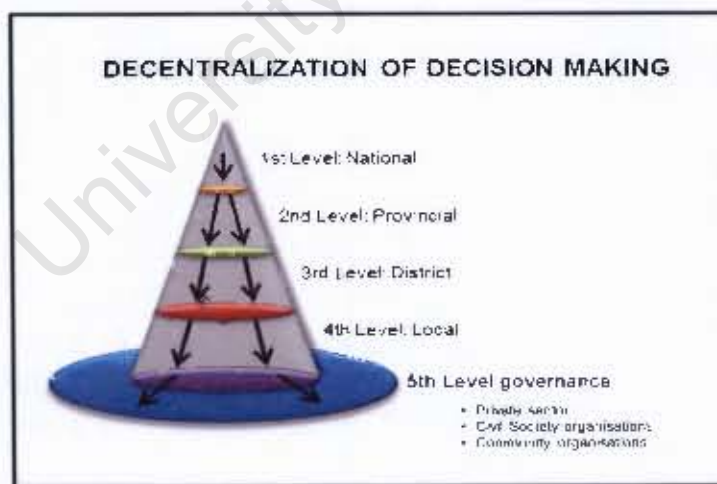 University
DECENTRALIZATION OF DECISION MAKING
1st Level: National
2nd Level: Provincial
3rd Level: District
4th Level: Local
5th Level governance
• Private sector
• Civil Society organisations
• Community organisations